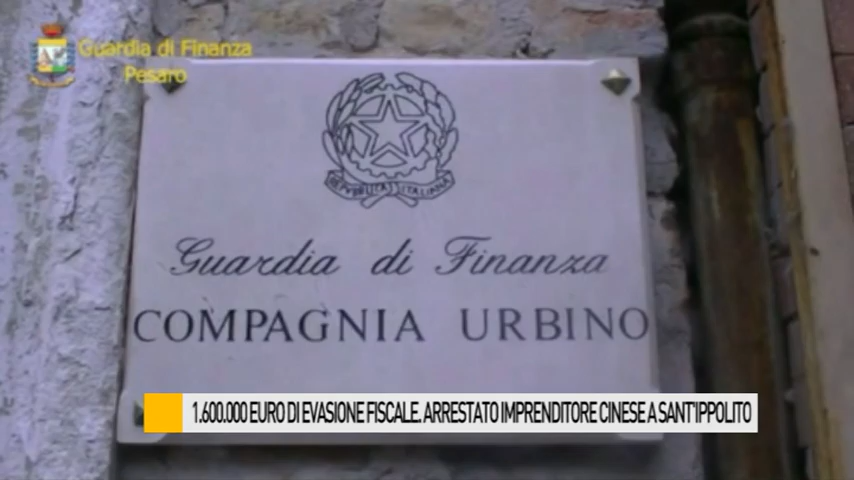 Guardia di Finanza
Pesaro
REPVBBLICA ITALIANA
Guardia di Finanza
COMPAGNIA URBINO
1.600.000 EURO DI EVASIONE FISCALE. ARRESTATO IMPRENDITORE CINESE A SANT'IPPOLITO